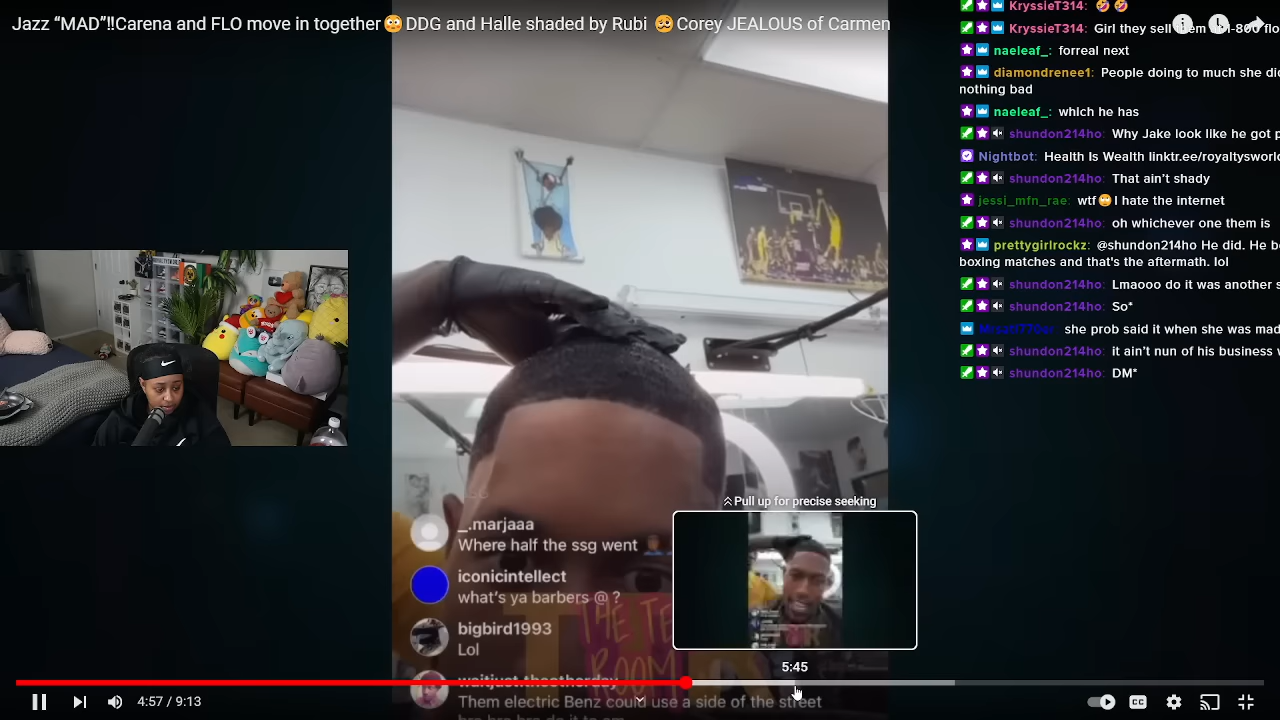 Jazz “MAD”‼Carena and FLO move in together😳DDG and Halle shaded by Rubi 🥴Corey JEALOUS of Carmen
KryssieT314: 🤣 🤣
KryssieT314: Girl they sell
naeleaf_: forreal next
diamondrenee1: People doing to much she
nothing bad
naeleaf_: which he has
shundon214ho: Why Jake look like he got
Nightbot: Health Is Wealth linktr.ee/royaltysworl
shundon214ho: That ain't shady
jessi_mfn_rae: wtf🙄I hate the internet
shundon214ho: oh whichever one them is
prettygirlrockz: @shundon214ho He did. He
boxing matches and that's the aftermath. lol
shundon214ho: Lmaooo do it was another
shundon214ho: So*
she prob said it when she was mad
shundon214ho: it ain't nun of his business
shundon214ho: DM*
Pull up for precise seeking
_.marjaaa
Where half the ssg went
iconicintellect
what's ya barbers @ ?
bigbird1993
Lol
waitjust.theotherday
Them electric Benz could use a side of the street
THE TE
ROOM
5:45
4:57 / 9:13
CC